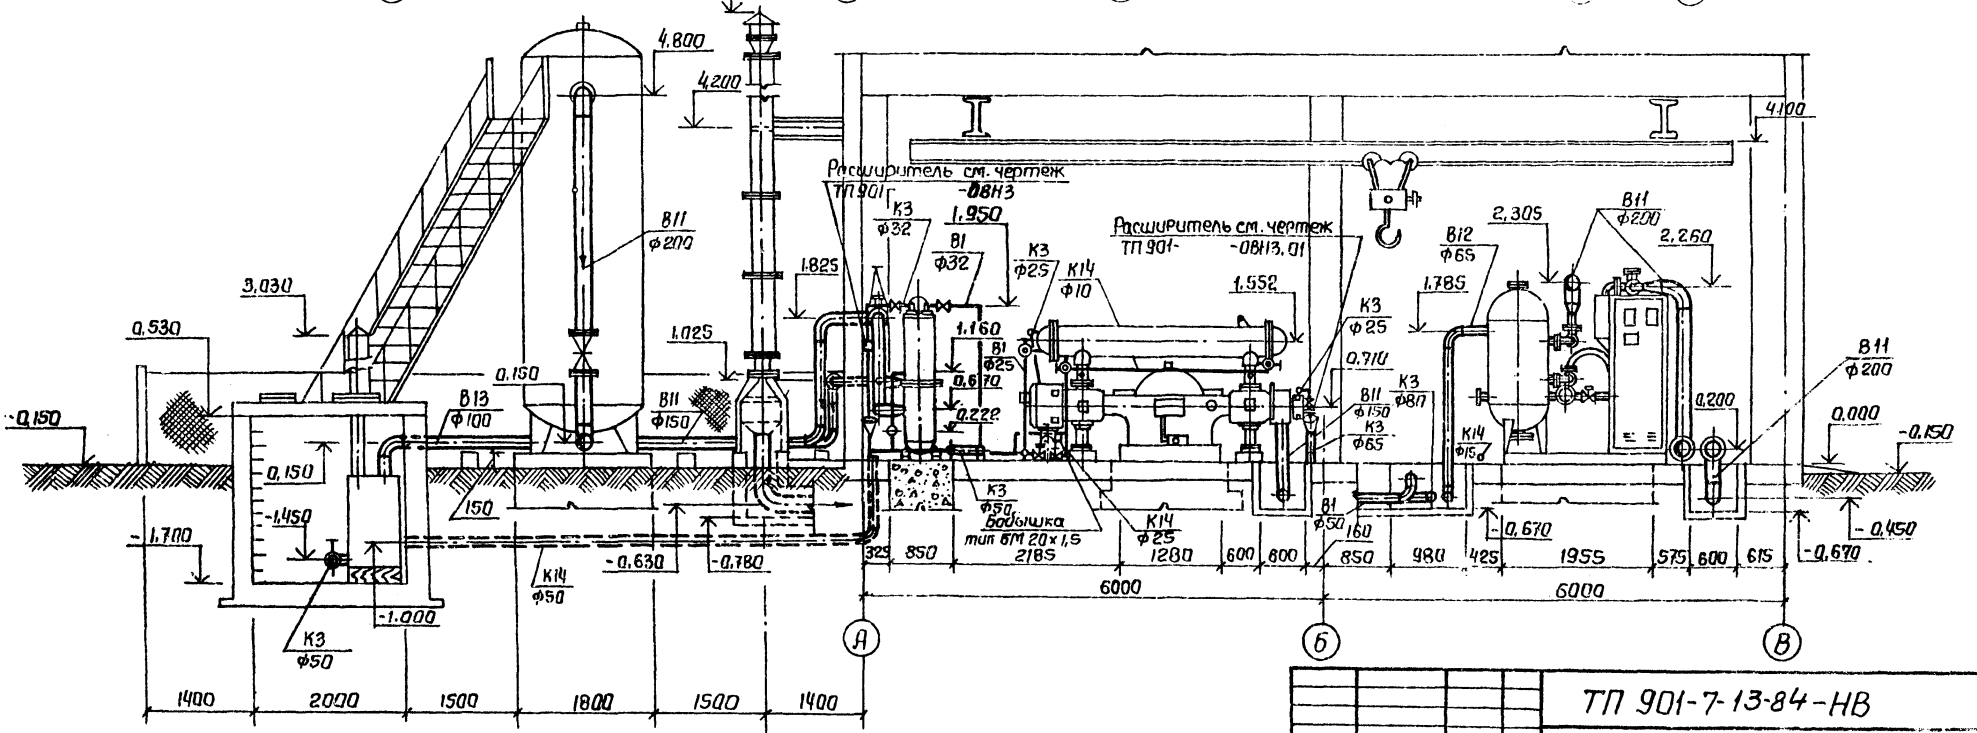 4,800
4,200
4.100
Расширитель см. чертеж
ТП 901 -08Н3
К3
ф32
1,950
В11
ф200
В1
ф32
Расширитель см. чертеж
ТП 901- -08Н3.01
К3
ф25
К14
ф10
В12
ф65
2,305
В11
ф200
2,260
3,030
1.825
1.552
1.785
К3
ф25
0,530
1,025
1.160
В1
ф25
0,710
В11
ф200
0,150
0,670
В11
ф150
К3
ф80
В13
ф100
В11
ф150
0,222
К3
ф65
0,200
0,000
-0,150
-0,150
К14
0,150
150
К3
ф50
Бобышка
тип БМ 20х1,5
К14
ф25
В1
ф50
160
-0,670
-0,450
-0,670
-1,450
-1,700
-0,630
-0,780
К14
ф50
-1.000
К3
ф50
325 850 2185 1280 600 800 850 980 425 1955 575 600 615
6000 6000
А Б В
1400 2000 1500 1800 1500 1400
ТП 901-7-13-84-НВ